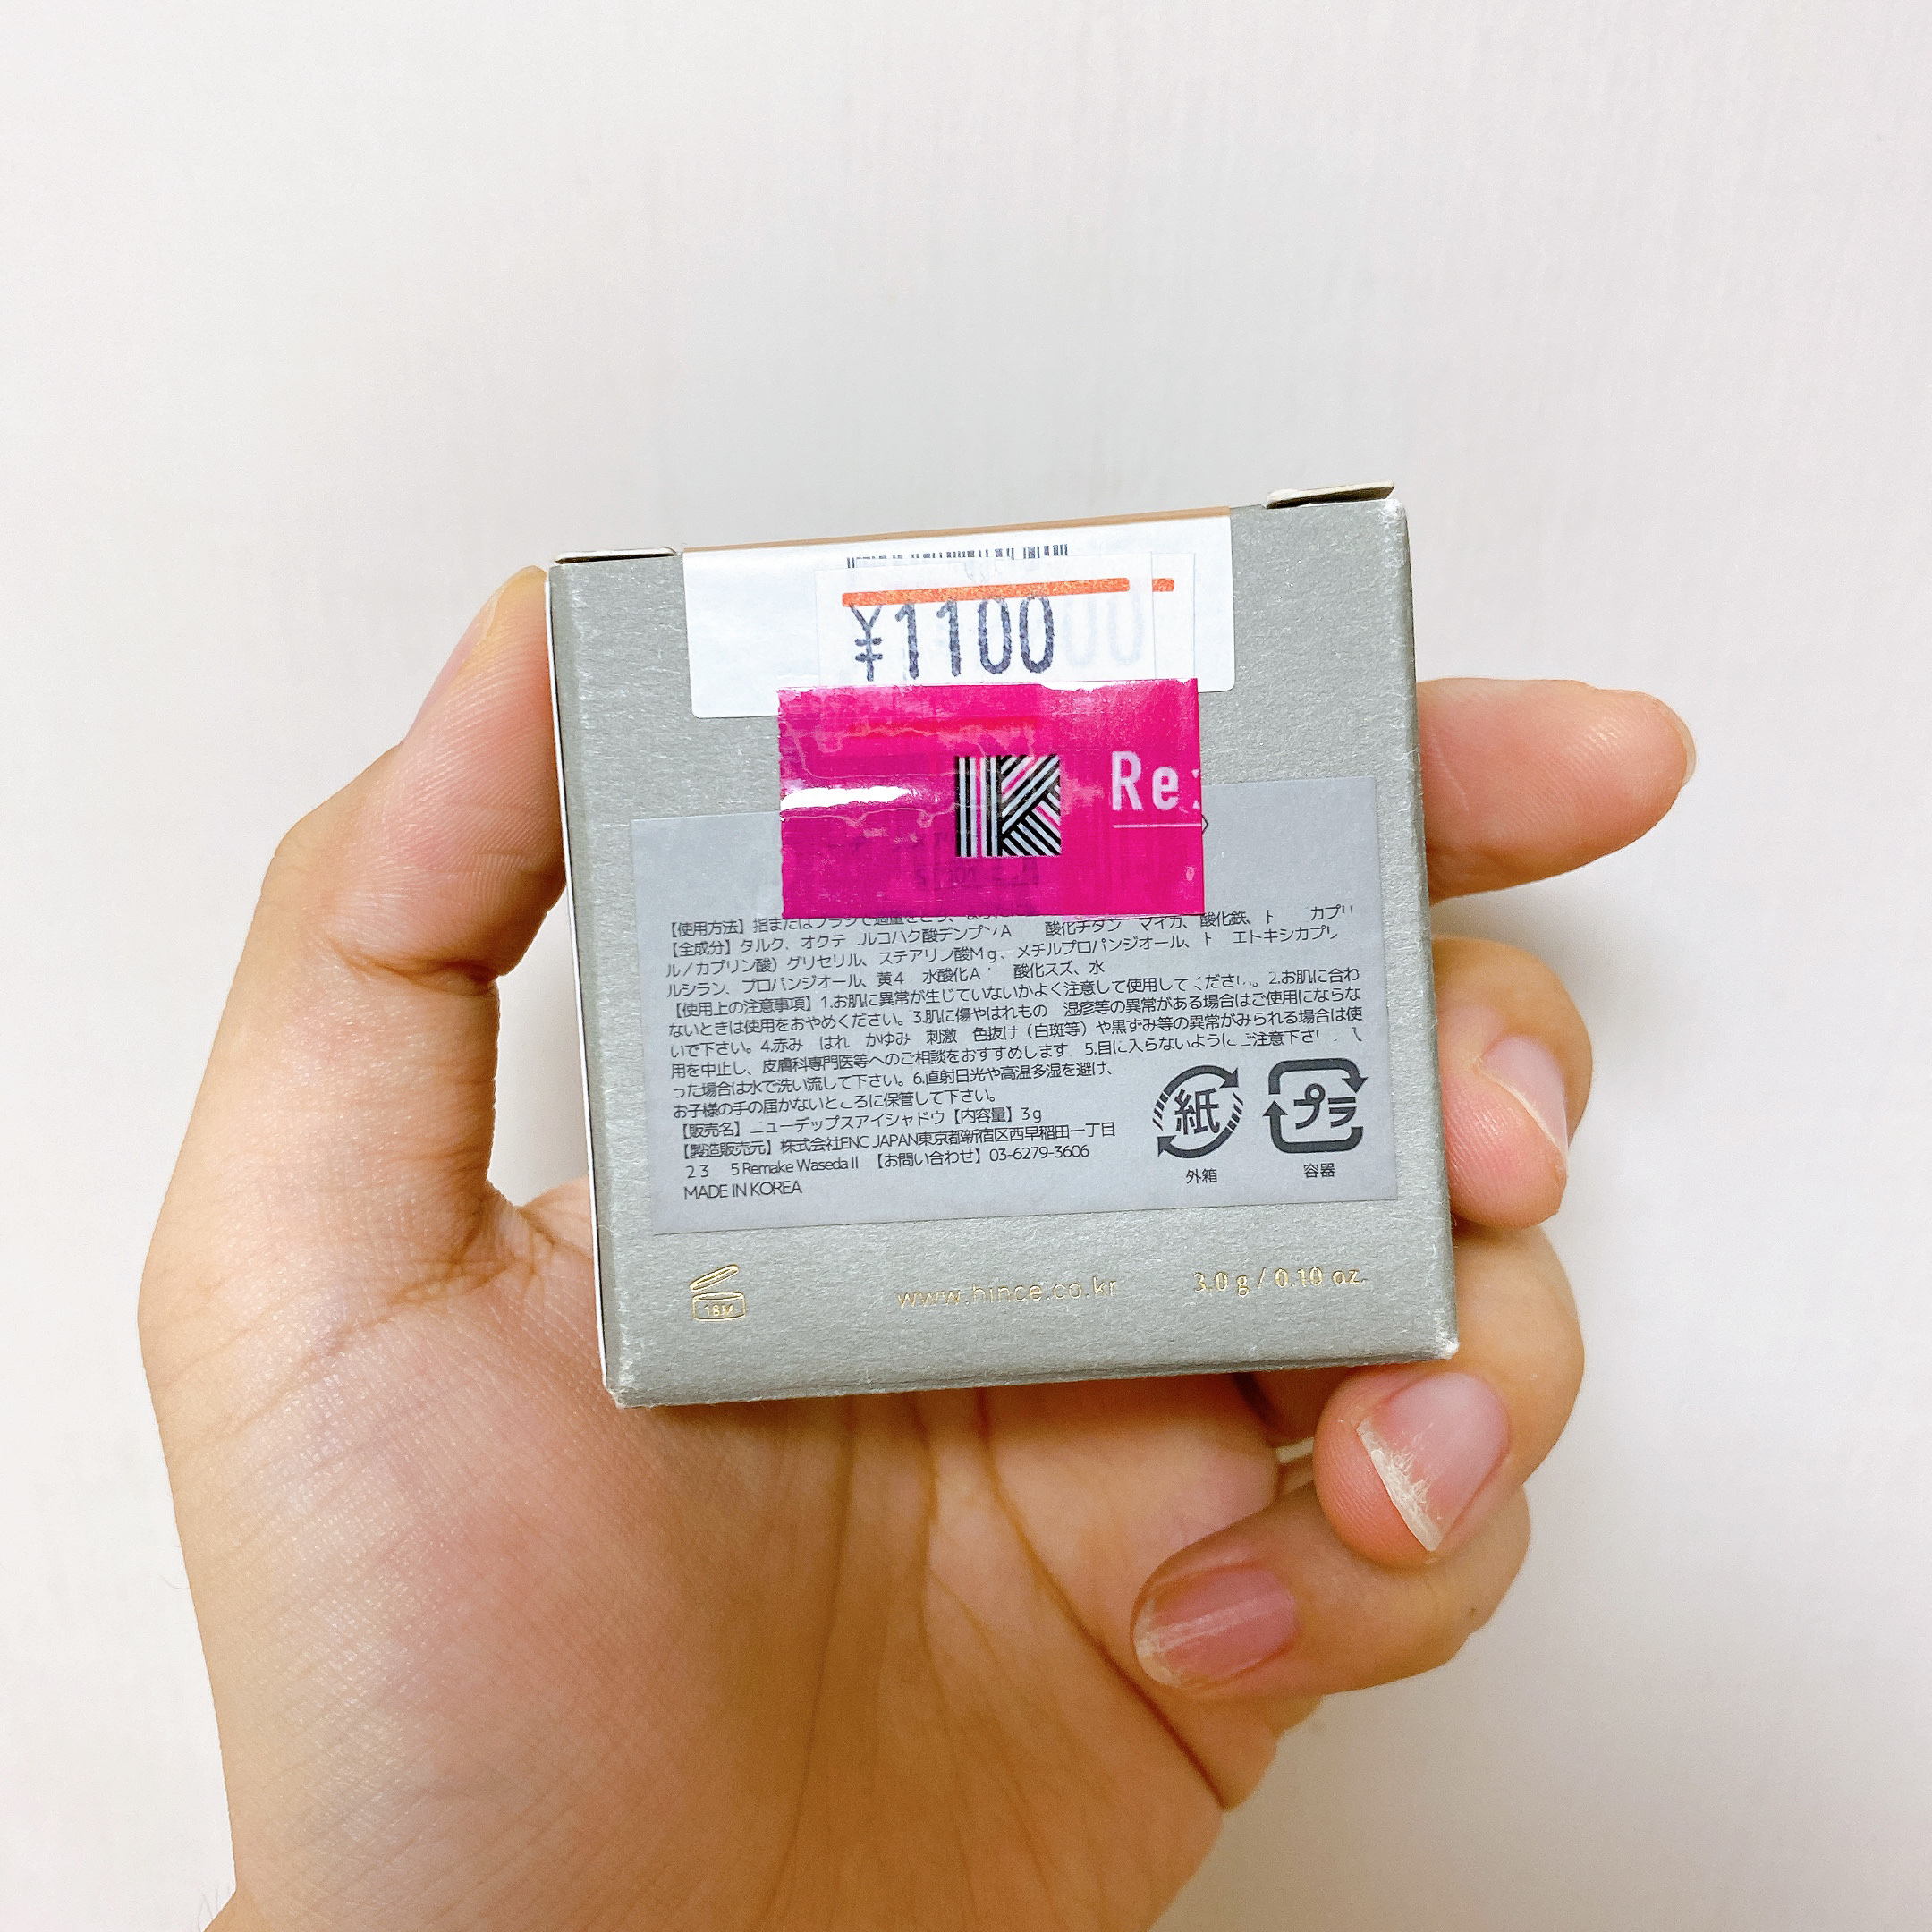 ¥1100
Re:
【使用方法】指またはブラシで適量をとり、
【全成分】タルク、オクテ ルコハク酸デンプンA 酸化チタン マイカ、酸化鉄、ト カプリ
ル/カプリン酸）グリセリル、ステアリン酸Mg、メチルプロパンジオール、ト エトキシカプリ
ルシラン、プロパンジオール、黄4 水酸化A 酸化スズ、水
【使用上の注意事項】1.お肌に異常が生じていないかよく注意して使用してください。2.お肌に合わ
ないときは使用をおやめください。3.肌に傷やはれもの 湿疹等の異常がある場合はご使用にならな
いで下さい。4.赤み はれ かゆみ 刺激 色抜け（白斑等）や黒ずみ等の異常がみられる場合は使
用を中止し、皮膚科専門医等へのご相談をおすすめします 5.目に入らないようにご注意下さい 入
った場合は水で洗い流して下さい。6.直射日光や高温多湿を避け、
お子様の手の届かないところに保管して下さい。
【販売名】ニューデップスアイシャドウ【内容量】3g
【製造販売元】株式会社ENC JAPAN東京都新宿区西早稲田一丁目
23 5 Remake Waseda II 【お問い合わせ】03-6279-3606
MADE IN KOREA
紙
外箱
プラ
容器
18M
www.hince.co.kr
3.0 g / 0.10 oz.